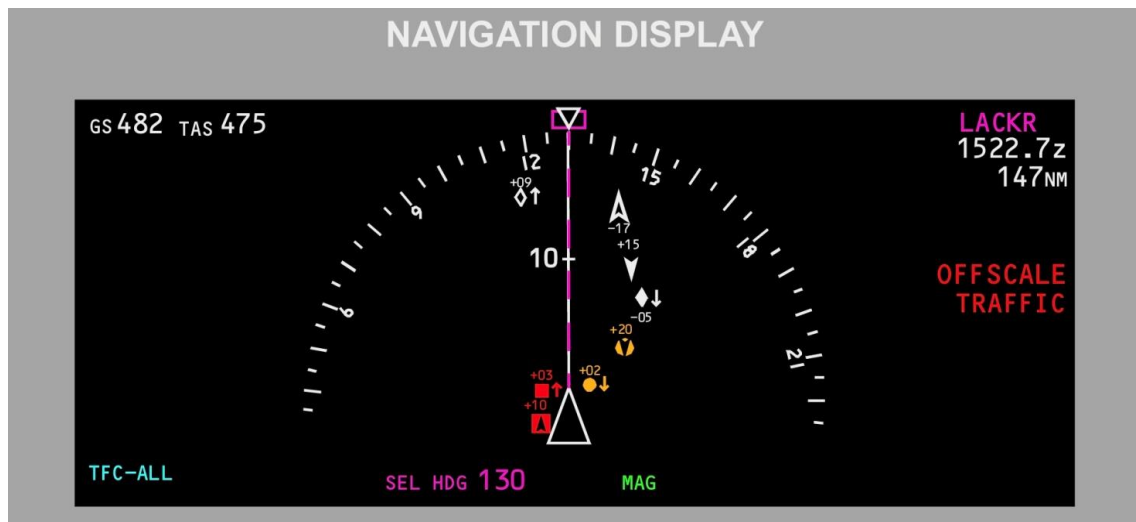 NAVIGATION DISPLAY
GS 482 TAS 475
LACKR
1522.7z
147NM
12
15
+09
9
-17
+15
18
10
OFFSCALE
TRAFFIC
-05
6
+20
21
+03
+02
+10
TFC-ALL
SEL HDG 130
MAG